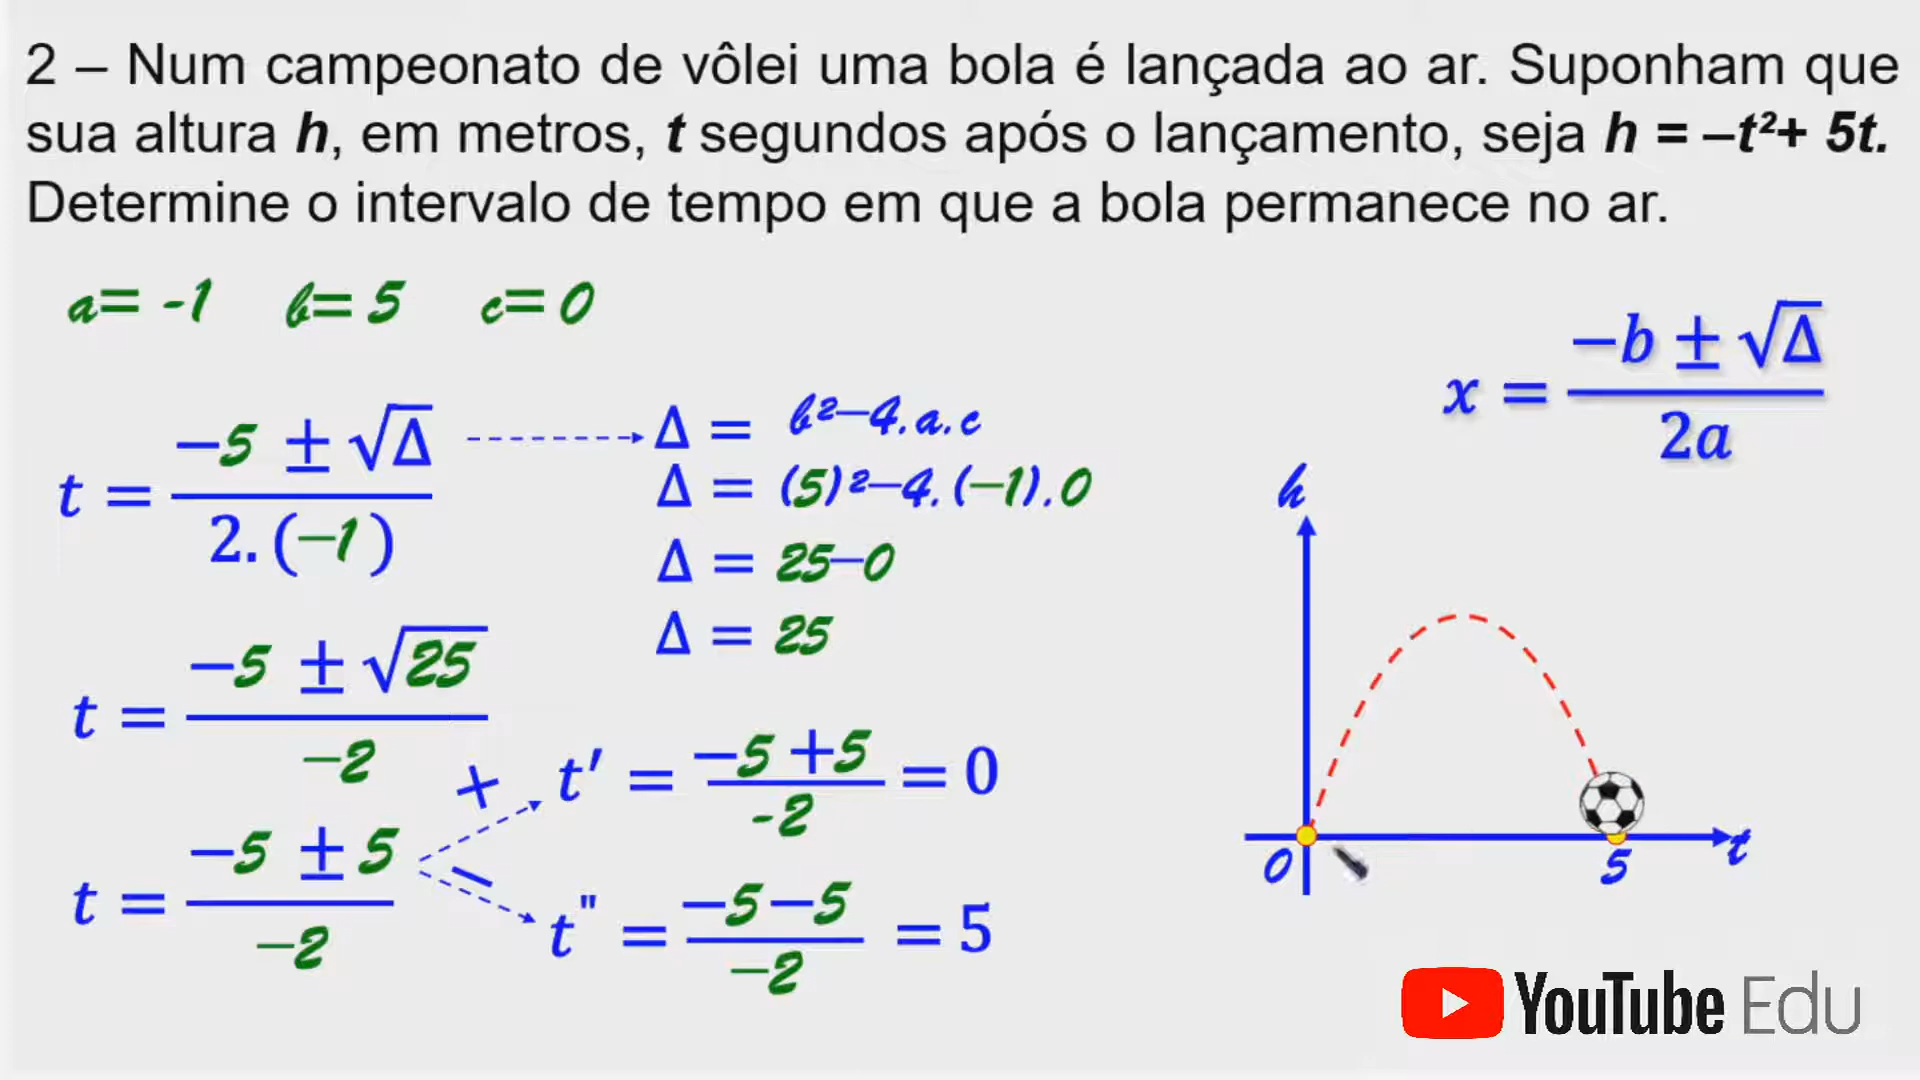 2 – Num campeonato de vôlei uma bola é lançada ao ar. Suponham que
sua altura h, em metros, t segundos após o lançamento, seja h = –t²+ 5t.
Determine o intervalo de tempo em que a bola permanece no ar.
a= -1 b= 5 c= 0
x = (−b ± √Δ)/(2a)
t = (−5 ± √Δ)/(2.(−1))
Δ = b²−4.a.c
Δ = (5)²−4.(−1).0
Δ = 25−0
Δ = 25
t = (−5 ± √25)/(−2)
t = (−5 ± 5)/(−2)
+ t' = (−5 +5)/(-2) = 0
− t" = (−5−5)/(−2) = 5
h
0 5 t
YouTube Edu